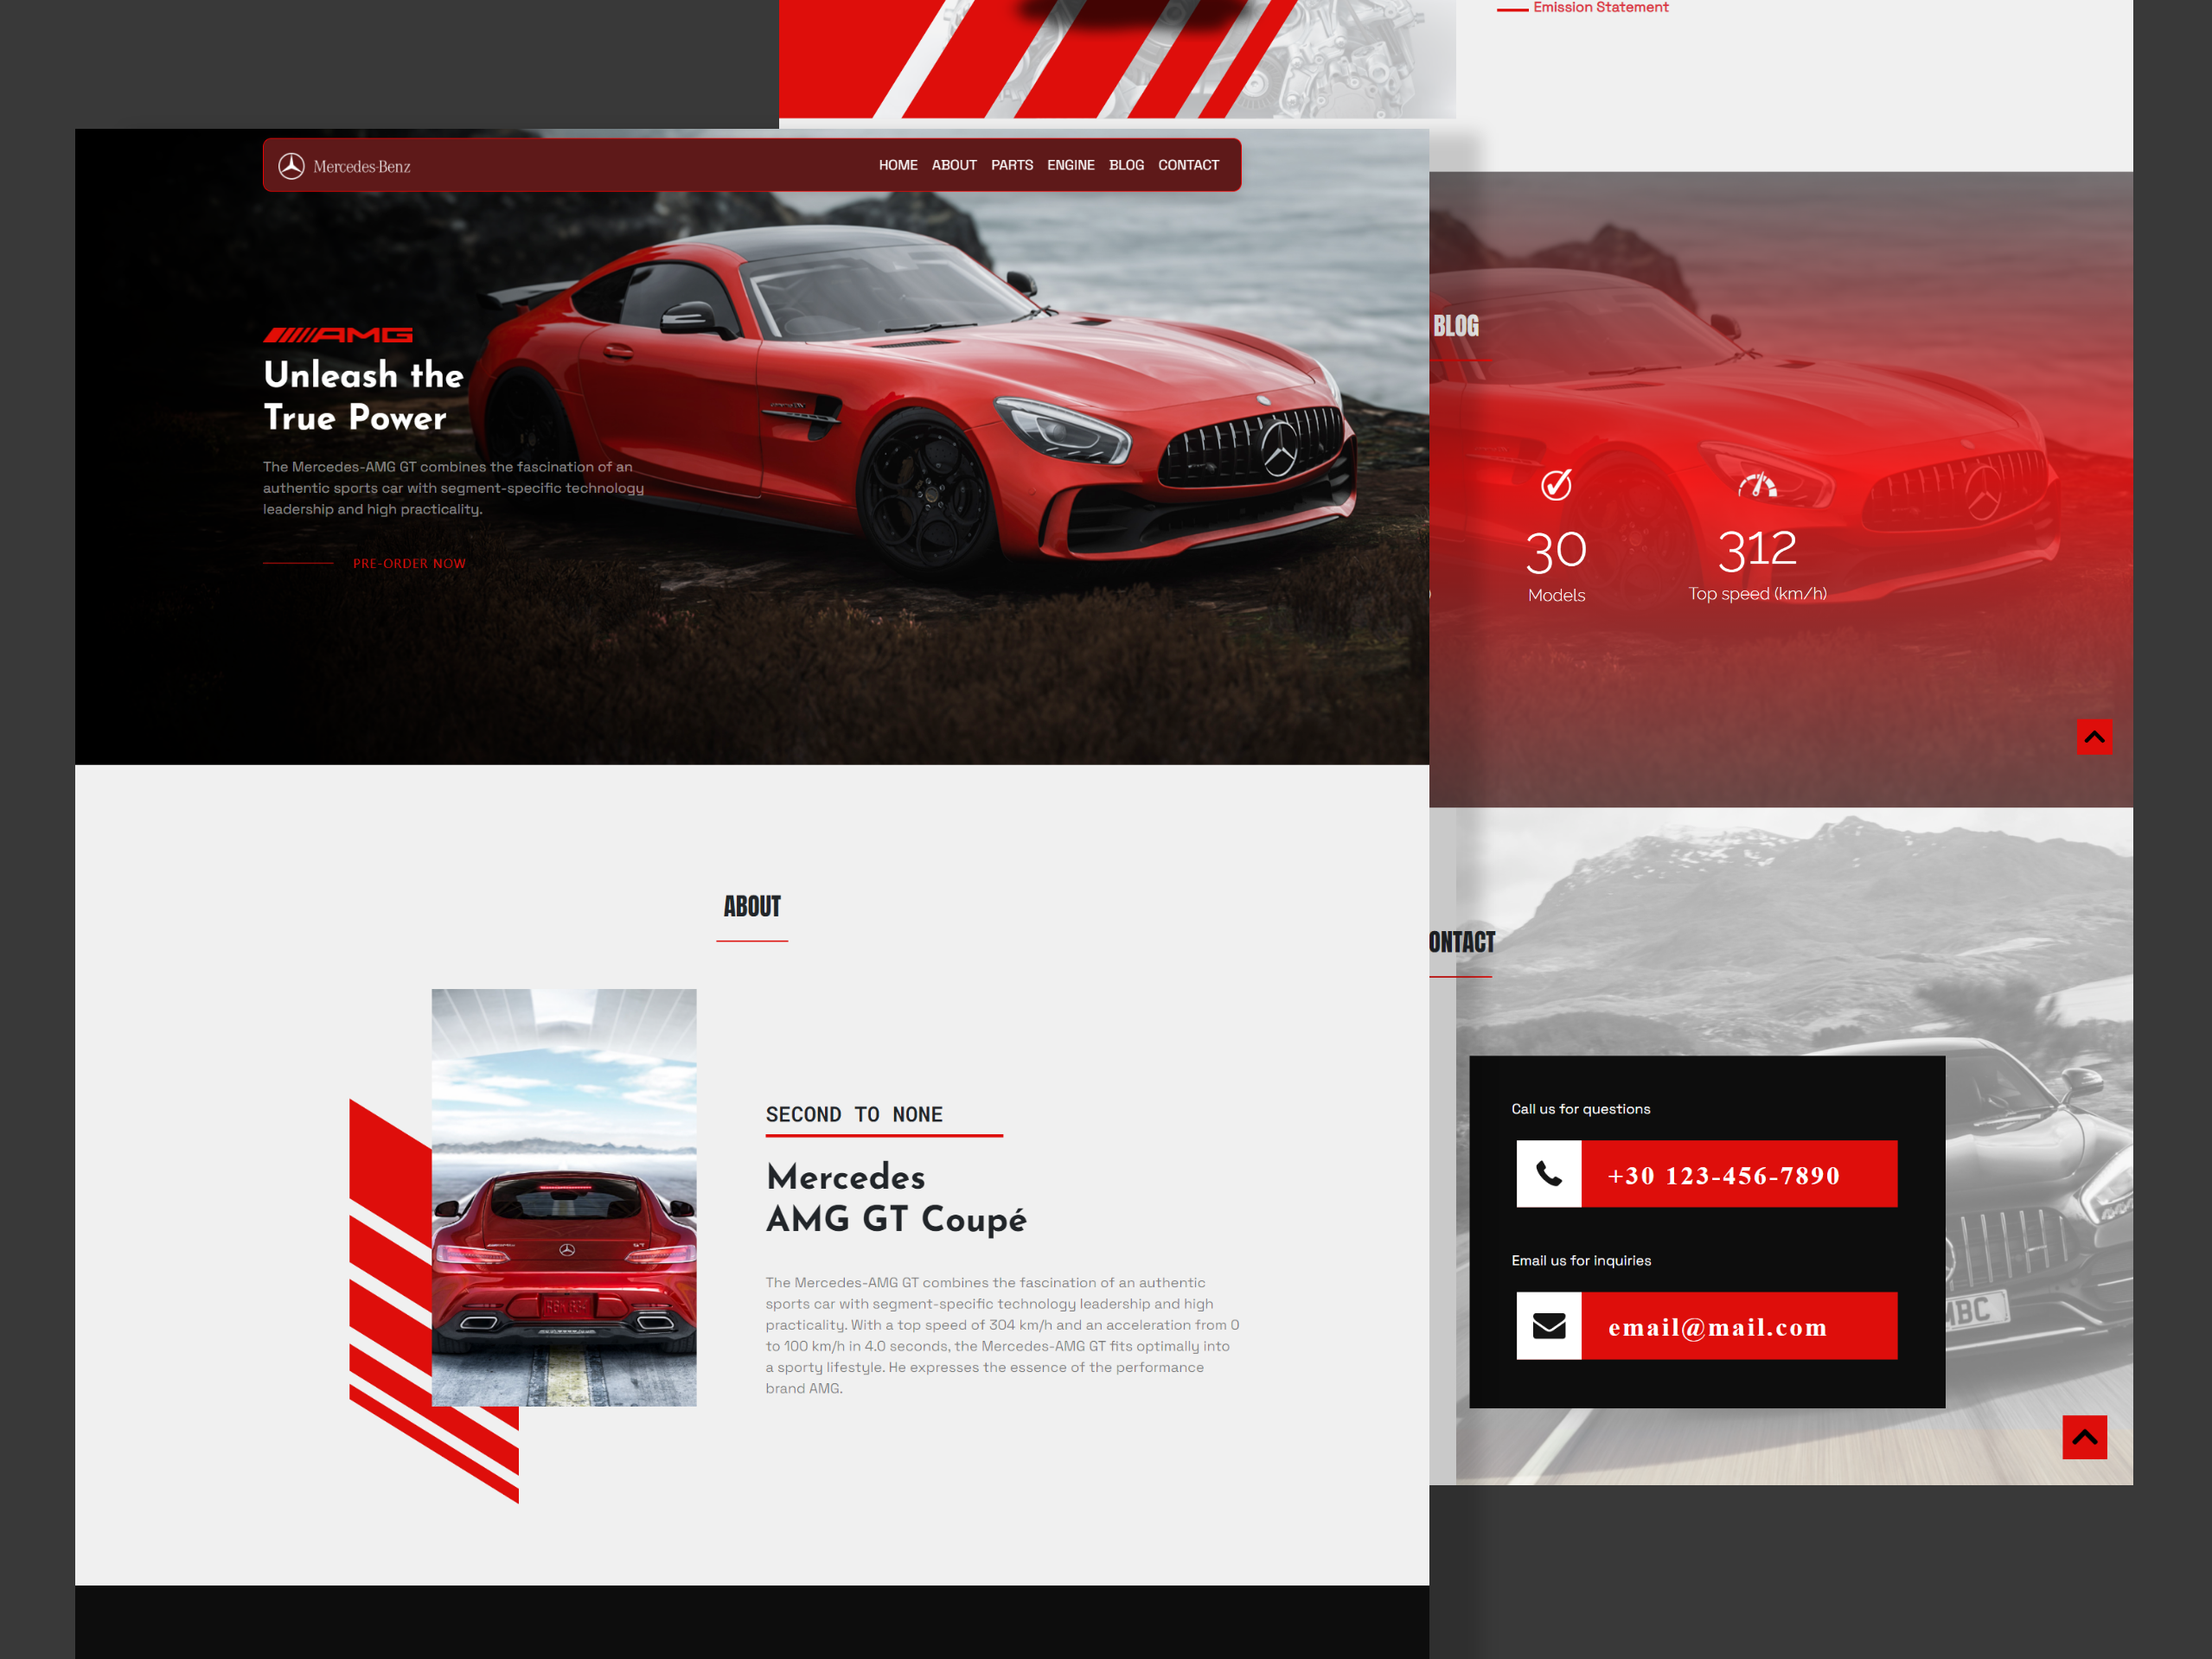 Emission Statement
Mercedes-Benz
HOME ABOUT PARTS ENGINE BLOG CONTACT
AMG
Unleash the
True Power
The Mercedes-AMG GT combines the fascination of an
authentic sports car with segment-specific technology
leadership and high practicality.
PRE-ORDER NOW
BLOG
30
Models
312
Top speed (km/h)
ABOUT
SECOND TO NONE
Mercedes
AMG GT Coupé
The Mercedes-AMG GT combines the fascination of an authentic
sports car with segment-specific technology leadership and high
practicality. With a top speed of 304 km/h and an acceleration from 0
to 100 km/h in 4.0 seconds, the Mercedes-AMG GT fits optimally into
a sporty lifestyle. He expresses the essence of the performance
brand AMG.
ONTACT
Call us for questions
+30 123-456-7890
Email us for inquiries
email@mail.com